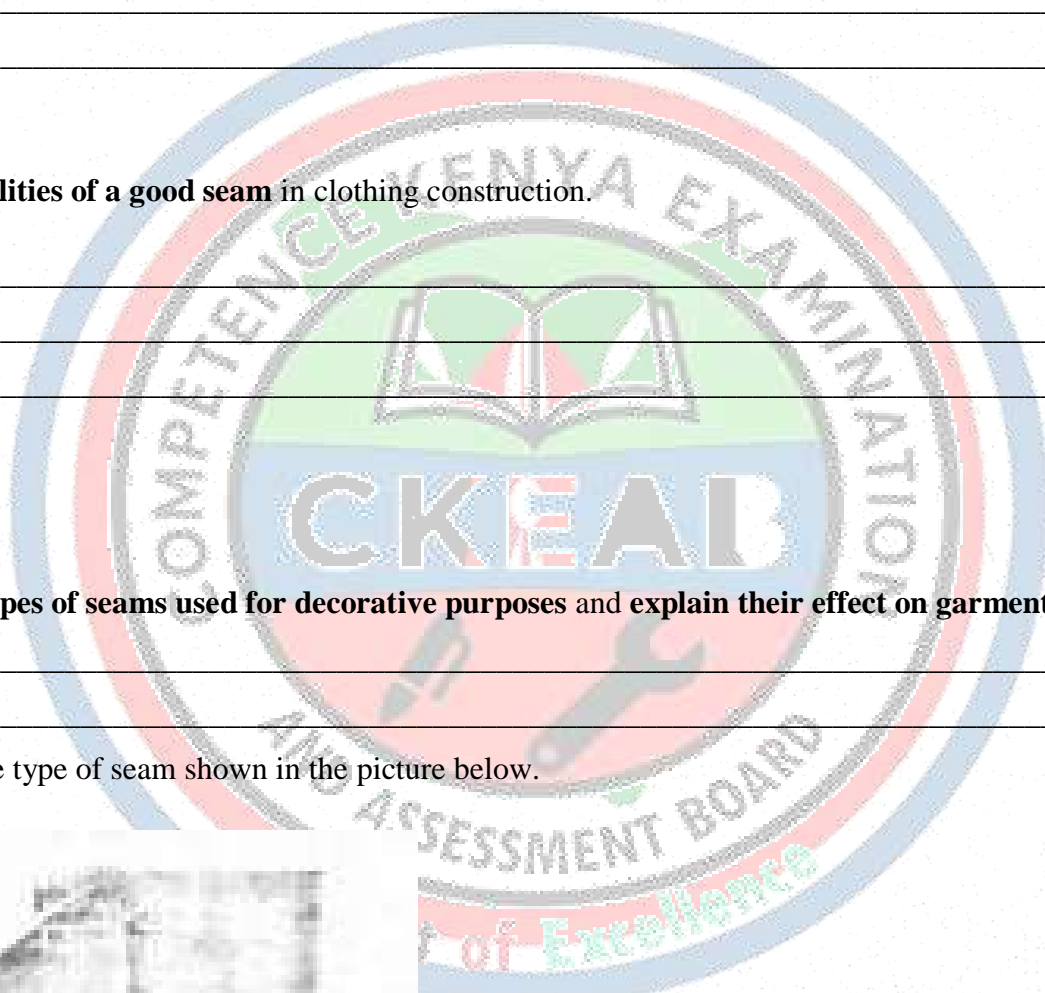 lities of a good seam in clothing construction.
COMPETENCE KENYA EXAMINATION
CKEAB
pes of seams used for decorative purposes and explain their effect on garment
e type of seam shown in the picture below.
AND ASSESSMENT BOARD
of Excellence